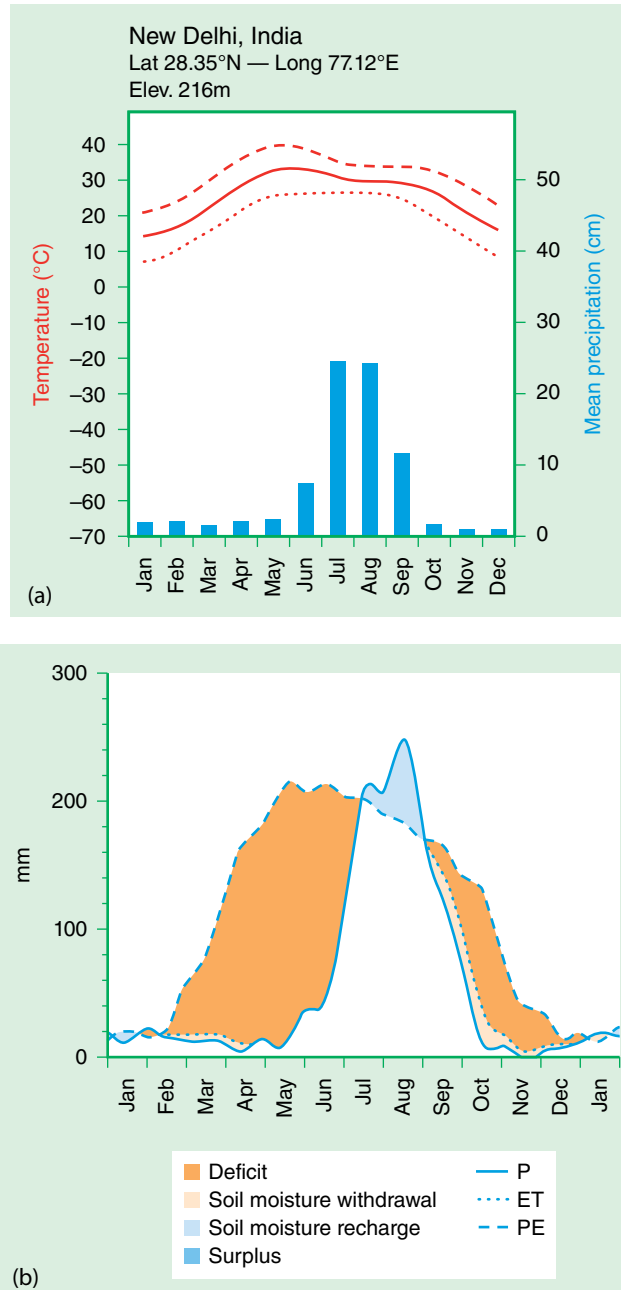 New Delhi, India
Lat 28.35°N — Long 77.12°E
Elev. 216m
Temperature (°C)
40
30
20
10
0
–10
–20
–30
–40
–50
–60
–70
50
40
30
20
10
0
Mean precipitation (cm)
Jan Feb Mar Apr May Jun Jul Aug Sep Oct Nov Dec
(a)
mm
300
200
100
0
Jan Feb Mar Apr May Jun Jul Aug Sep Oct Nov Dec Jan
Deficit
Soil moisture withdrawal
Soil moisture recharge
Surplus
P
ET
PE
(b)